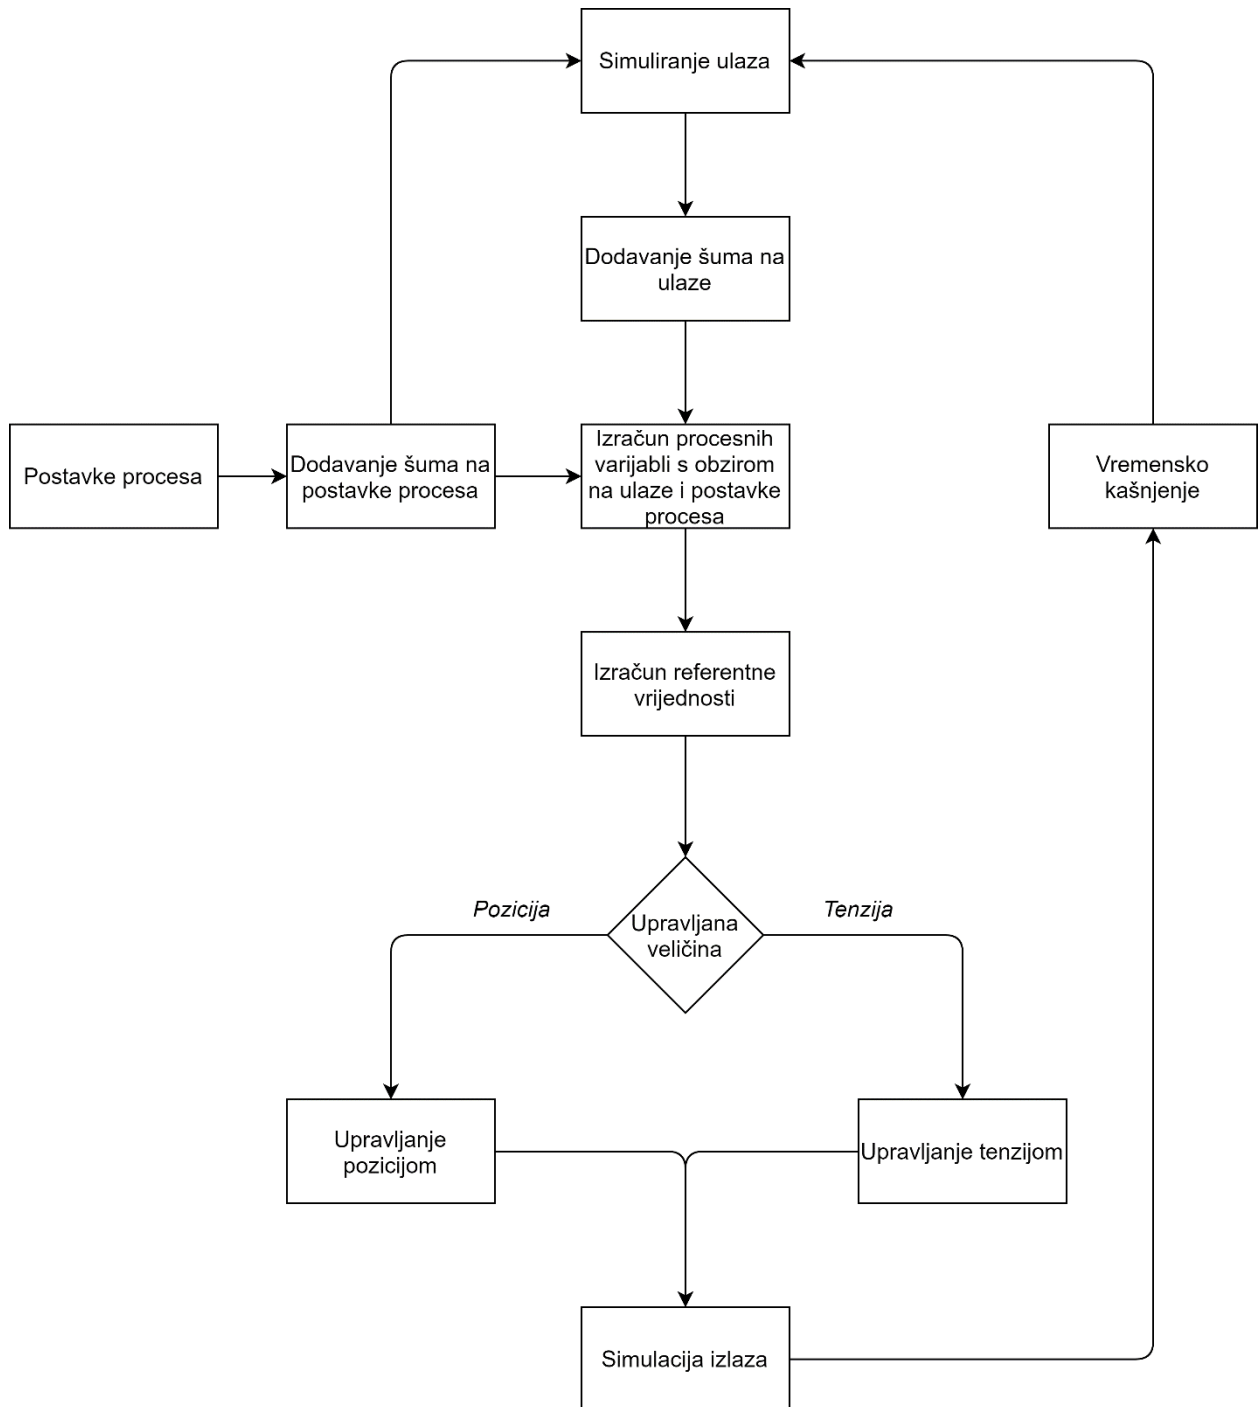 Simuliranje ulaza
Dodavanje šuma na
ulaze
Postavke procesa
Dodavanje šuma na
postavke procesa
Izračun procesnih
varijabli s obzirom
na ulaze i postavke
procesa
Vremensko
kašnjenje
Izračun referentne
vrijednosti
Pozicija
Upravljana
veličina
Tenzija
Upravljanje
pozicijom
Upravljanje tenzijom
Simulacija izlaza